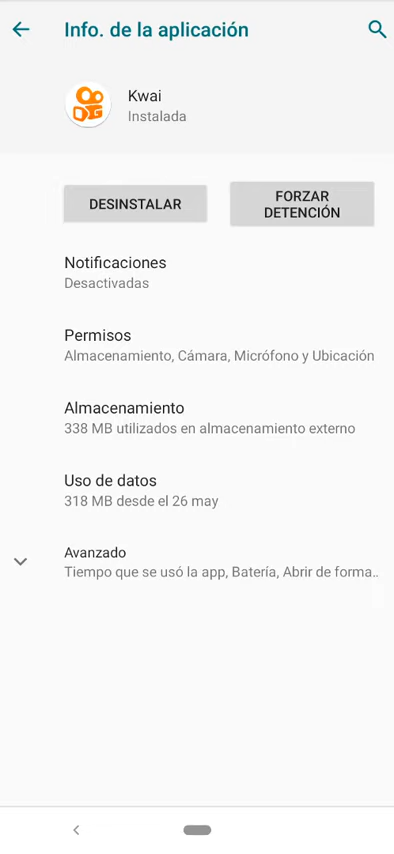 Info. de la aplicación
Kwai
Instalada
DESINSTALAR
FORZAR
DETENCIÓN
Notificaciones
Desactivadas
Permisos
Almacenamiento, Cámara, Micrófono y Ubicación
Almacenamiento
338 MB utilizados en almacenamiento externo
Uso de datos
318 MB desde el 26 may
Avanzado
Tiempo que se usó la app, Batería, Abrir de forma..